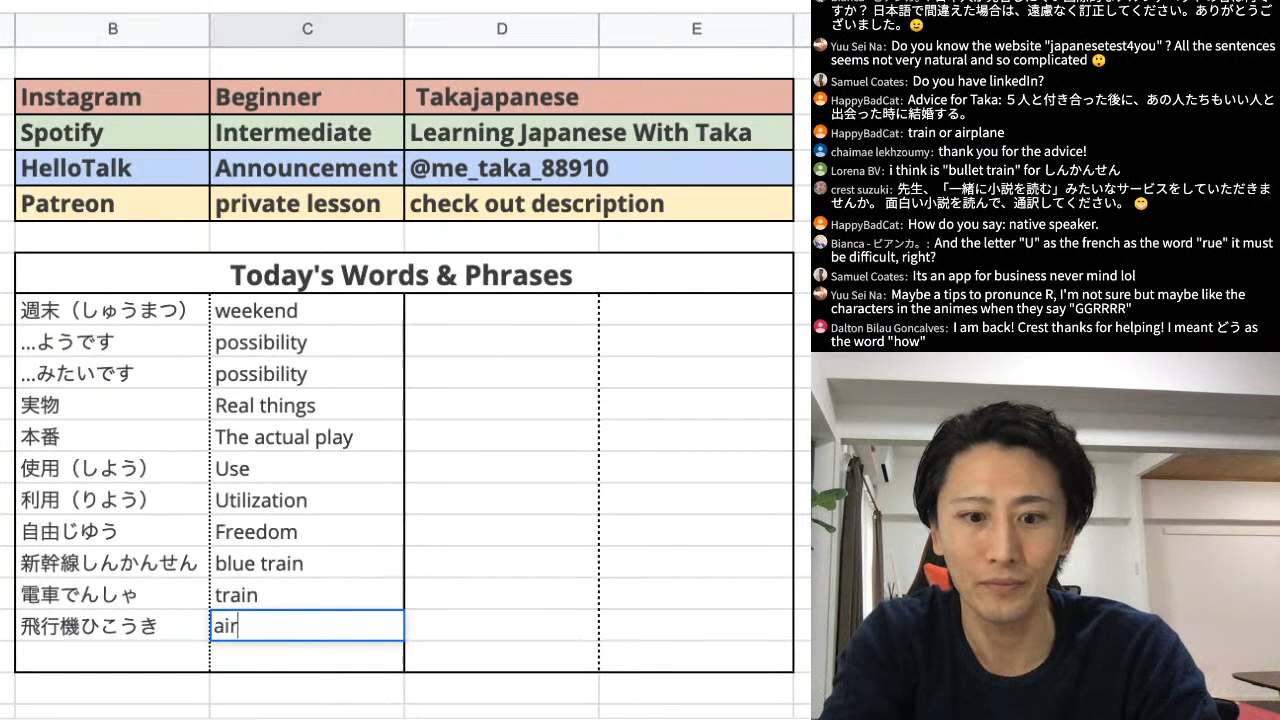 B C D E
Instagram Beginner Takajapanese
Spotify Intermediate Learning Japanese With Taka
HelloTalk Announcement @me_taka_88910
Patreon private lesson check out description
Today's Words & Phrases
週末（しゅうまつ） weekend
...ようです possibility
...みたいです possibility
実物 Real things
本番 The actual play
使用（しよう） Use
利用（りよう） Utilization
自由じゆう Freedom
新幹線しんかんせん blue train
電車でんしゃ train
飛行機ひこうき air
すか？ 日本語で間違えた場合は、遠慮なく訂正してください。ありがとうご
ざいました。😉
Yuu Sei Na: Do you know the website "japanesetest4you" ? All the sentences
seems not very natural and so complicated 😲
Samuel Coates: Do you have linkedIn?
HappyBadCat: Advice for Taka: ５人と付き合った後に、あの人たちもいい人と
出会った時に結婚する。
HappyBadCat: train or airplane
chaimae lekhzoumy: thank you for the advice!
Lorena BV: i think is "bullet train" for しんかんせん
crest suzuki: 先生、「一緒に小説を読む」みたいなサービスをしていただきま
せんか。 面白い小説を読んで、通訳してください。 😁
HappyBadCat: How do you say: native speaker.
Bianca - ビアンカ。: And the letter "U" as the french as the word "rue" it must
be difficult, right?
Samuel Coates: Its an app for business never mind lol
Yuu Sei Na: Maybe a tips to pronunce R, I'm not sure but maybe like the
characters in the animes when they say "GGRRRR"
Dalton Bilau Goncalves: I am back! Crest thanks for helping! I meant どう as
the word "how"